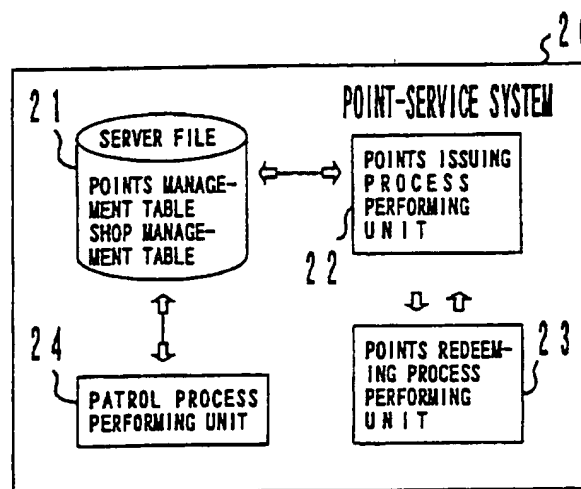 21
SERVER FILE
POINTS MANAGE-
MENT TABLE
SHOP MANAGE-
MENT TABLE
POINT-SERVICE SYSTEM
POINTS ISSUING
PROCESS
PERFORMING
UNIT
22
24
PATROL PROCESS
PERFORMING UNIT
POINTS REDEEM-
ING PROCESS
PERFORMING
UNIT
23